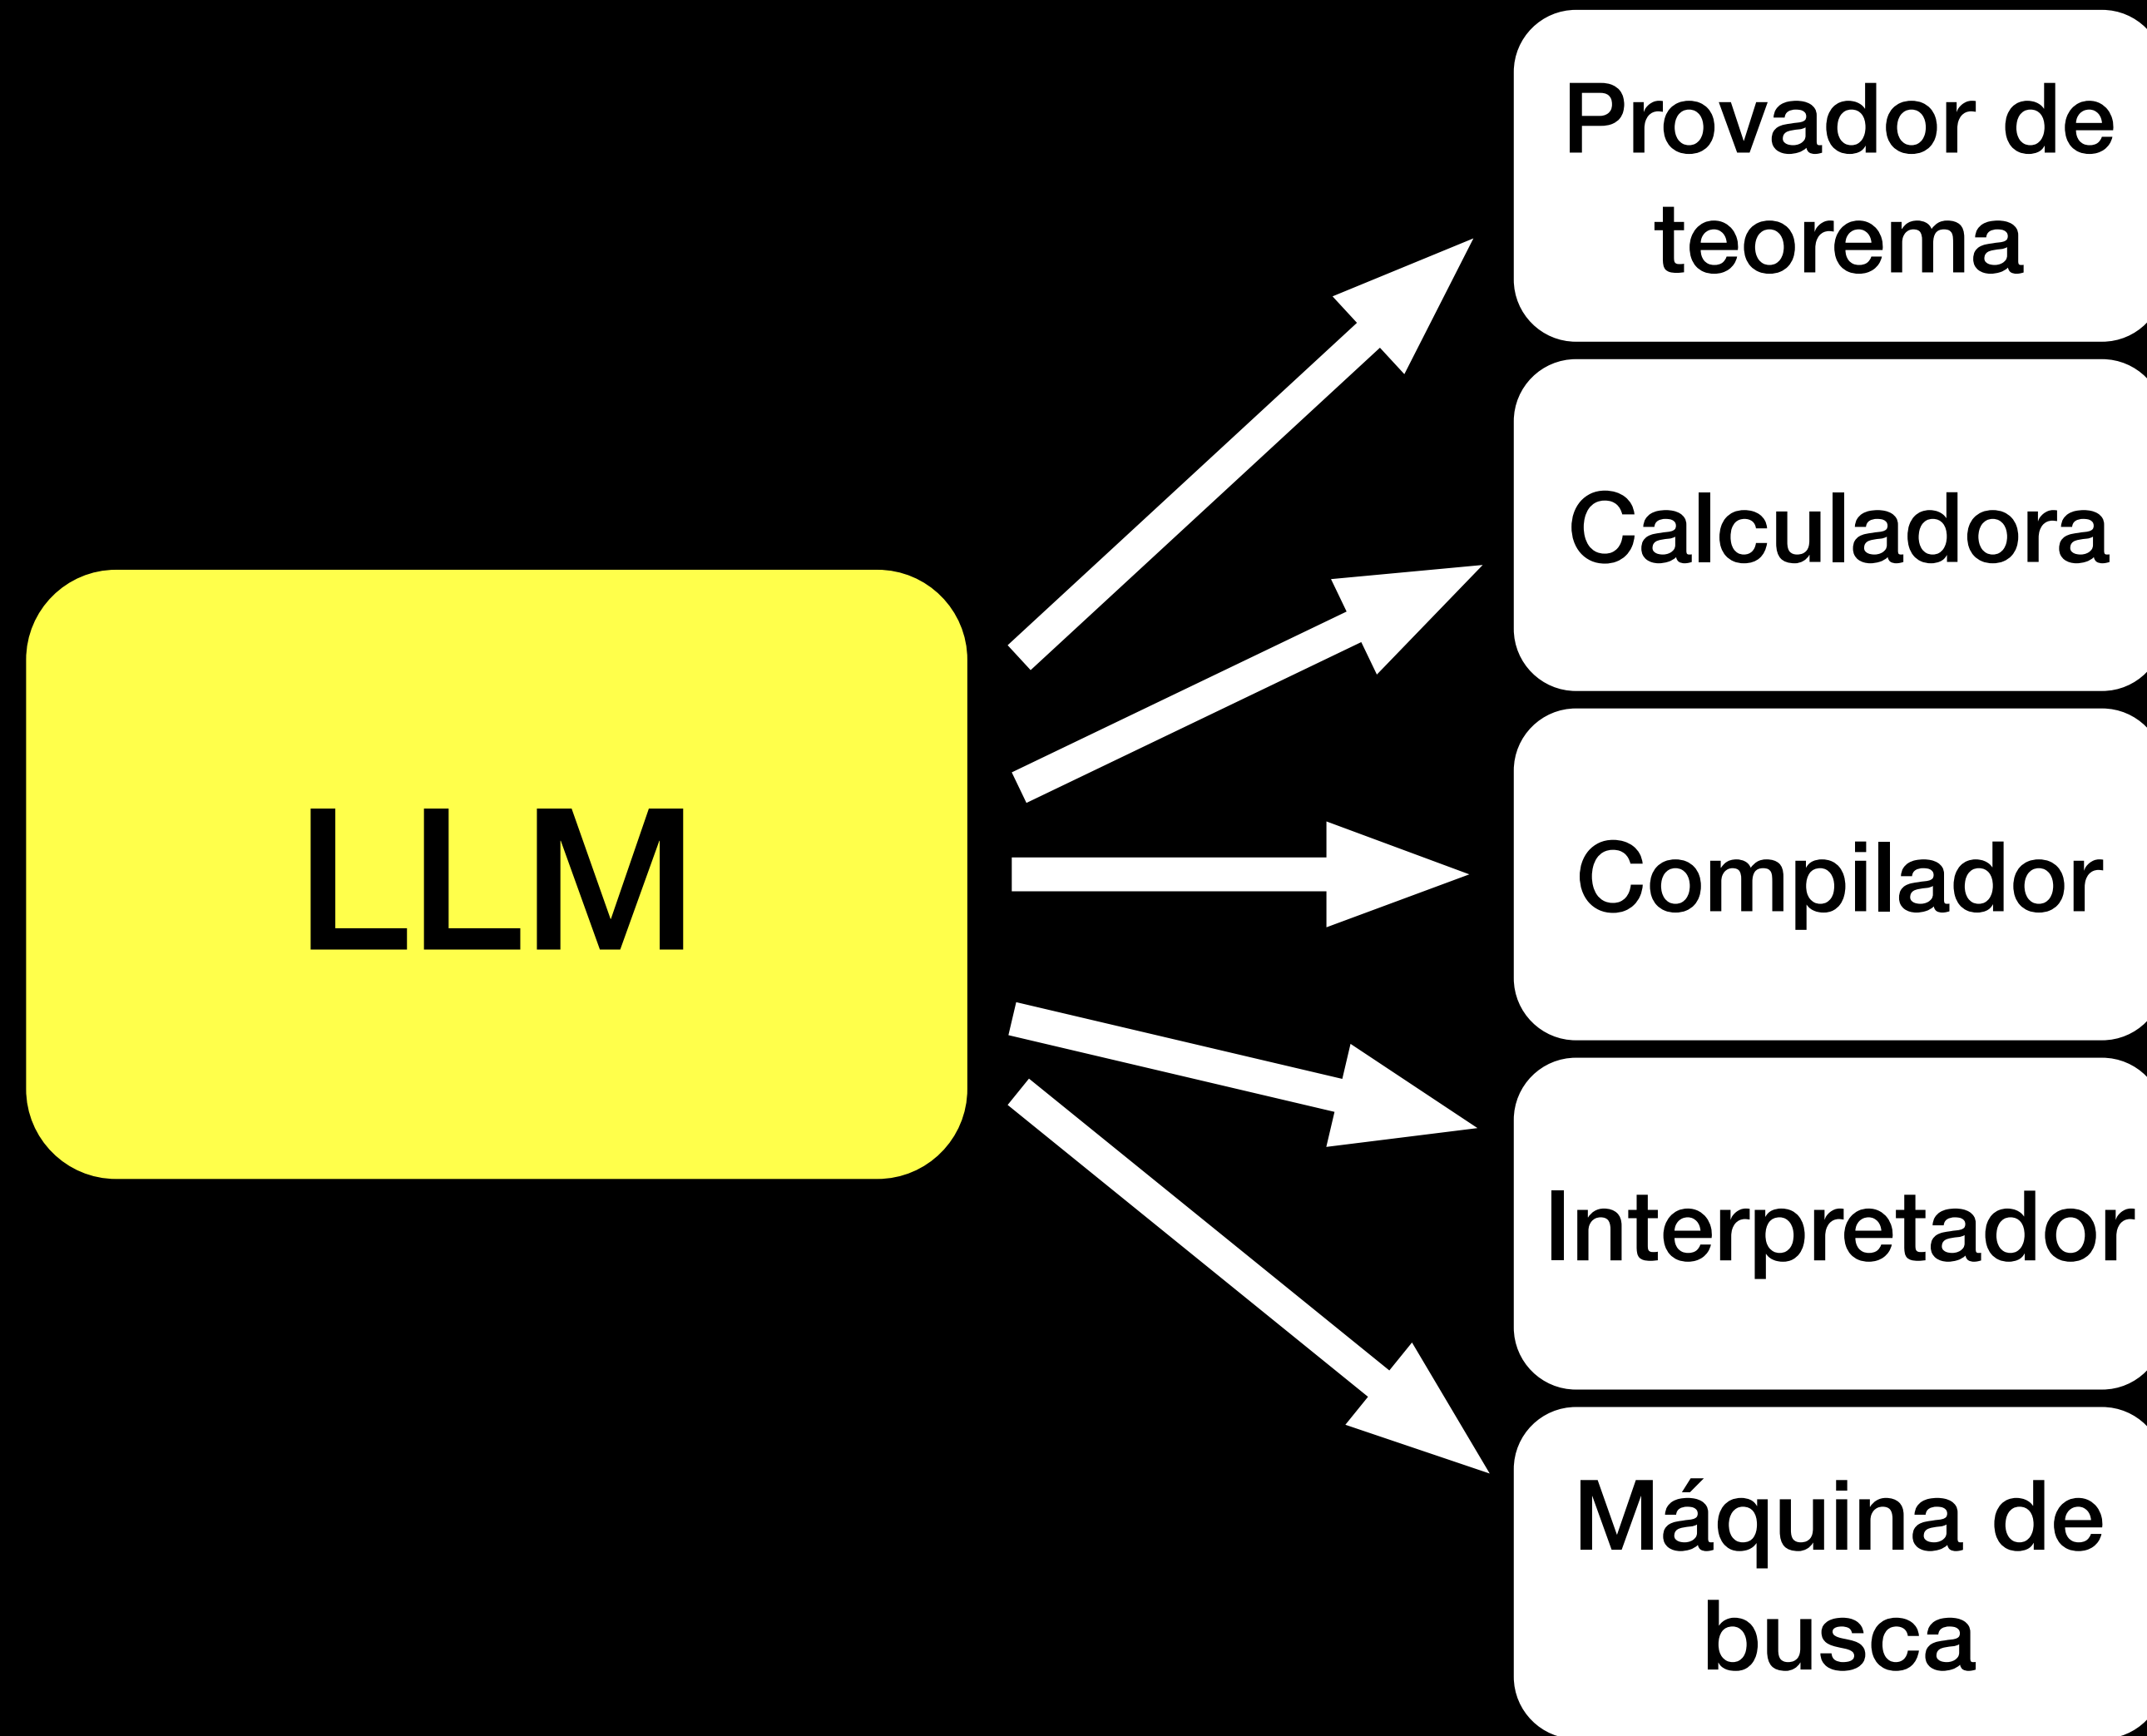 Provador de
teorema
Calculadora
LLM
Compilador
Interpretador
Máquina de
busca